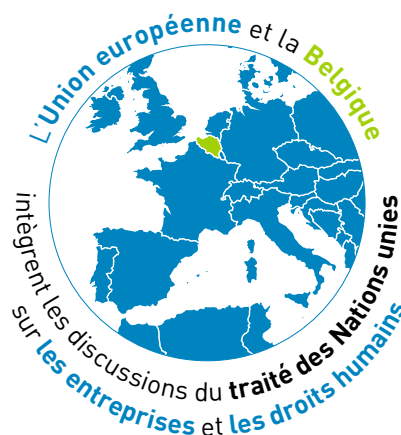 L'Union européenne et la Belgique
intègrent les discussions du traité des Nations unies
sur les entreprises et les droits humains